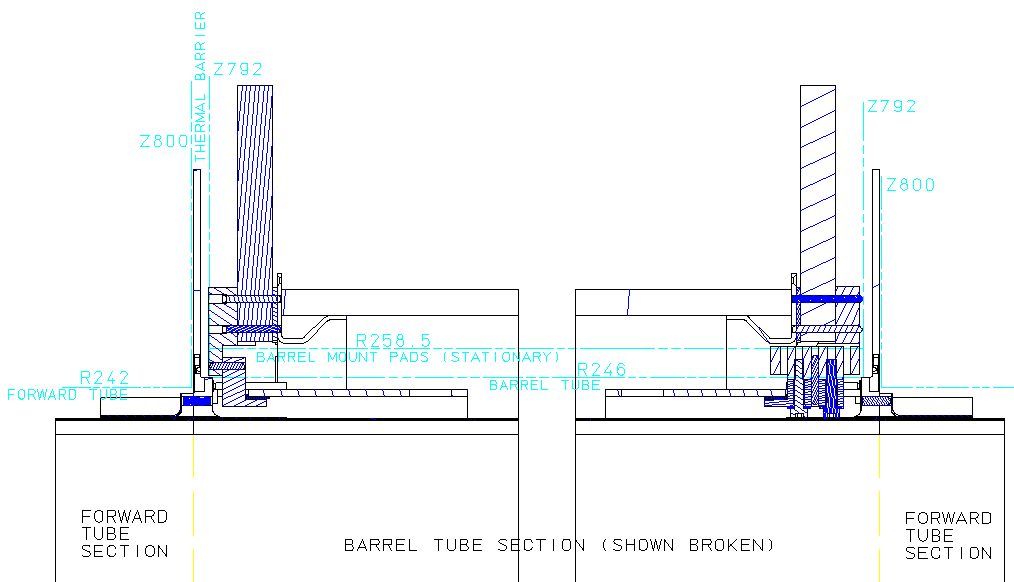 THERMAL BARRIER
Z792
Z800
Z792
Z800
R258.5
BARREL MOUNT PADS (STATIONARY)
R242
FORWARD TUBE
R246
BARREL TUBE
FORWARD
TUBE
SECTION
BARREL TUBE SECTION (SHOWN BROKEN)
FORWARD
TUBE
SECTION